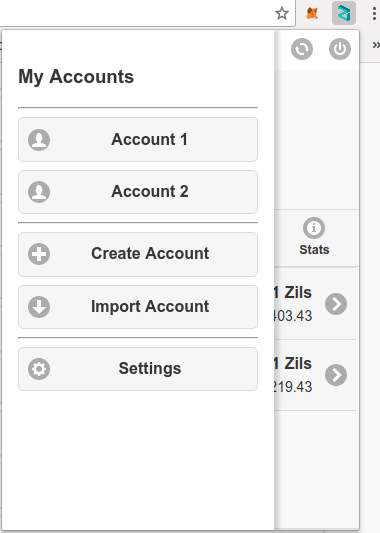 My Accounts
Account 1
Account 2
Create Account
Import Account
Settings
Stats
1 Zils
403.43
1 Zils
219.43